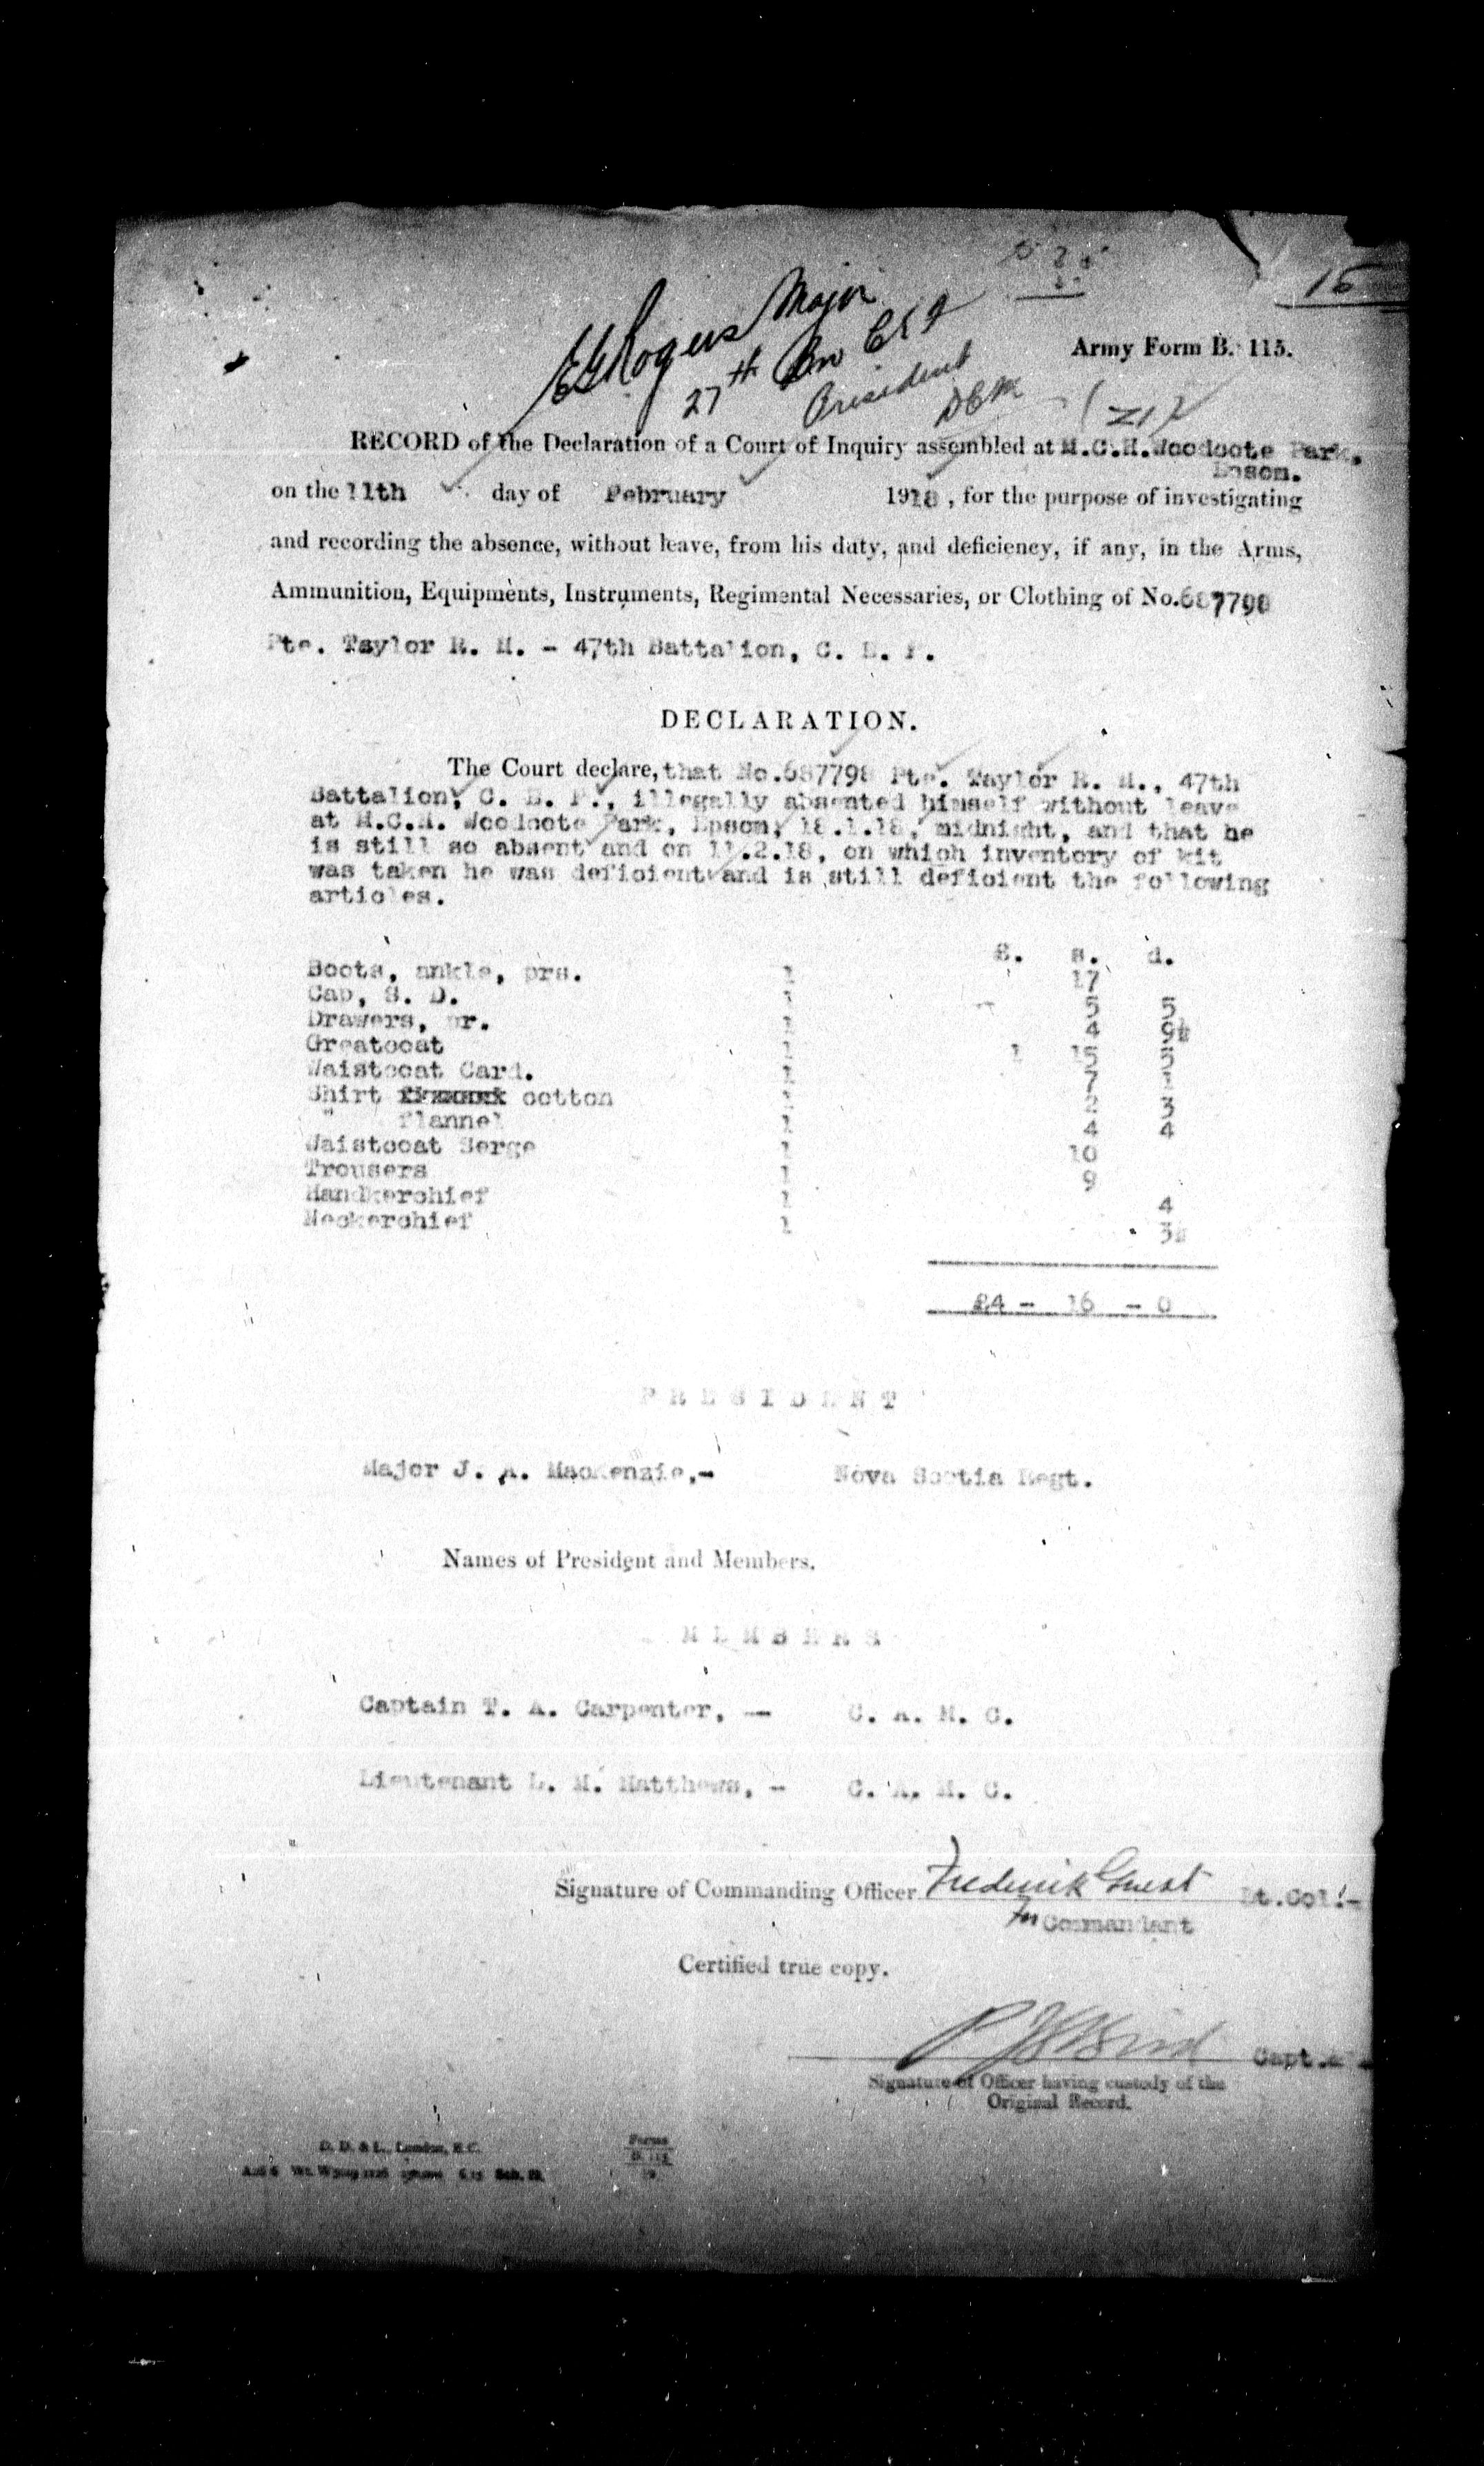 15
E G Rogers Major
27th Bn
President
DCM
Army Form B. 115.
RECORD of the Declaration of a Court of Inquiry assembled at M.C.H. Woodcote Park,
Epsom.
on the 11th day of February 1918, for the purpose of investigating
and recording the absence, without leave, from his duty, and deficiency, if any, in the Arms,
Ammunition, Equipments, Instruments, Regimental Necessaries, or Clothing of No. 687798
Pte. Taylor R. M. - 47th Battalion, C. E. F.
DECLARATION.
The Court declare, that No. 687798 Pte. Taylor R. M., 47th
Battalion, C. E. F., illegally absented himself without leave
at M.C.H. Woodcote Park, Epsom, 18.1.18, midnight, and that he
is still so absent and on 11.2.18, on which inventory of kit
was taken he was deficient and is still deficient the following
articles.
£. s. d.
Boots, ankle, prs. 1 17
Cap, S. D. 1 5 5
Drawers, pr. 1 4 9½
Greatcoat 1 1 15 5
Waistcoat Card. 1 7 1
Shirt cotton 1 2 3
" flannel 1 4 4
Waistcoat Serge 1 10
Trousers 1 9
Handkerchief 1 4
Neckerchief 1 3½
£4 - 16 - 0
PRESIDENT
Major J. A. MacKenzie,- Nova Scotia Regt.
Names of President and Members.
MEMBERS
Captain T. A. Carpenter, — C. A. M. C.
Lieutenant L. M. Matthews, - C. A. M. C.
Signature of Commanding Officer Frederick Guest Lt.Col.-
for Commandant
Certified true copy.
Capt.
Signature of Officer having custody of the
Original Record.
D. D. & L., London, E.C.
Forms